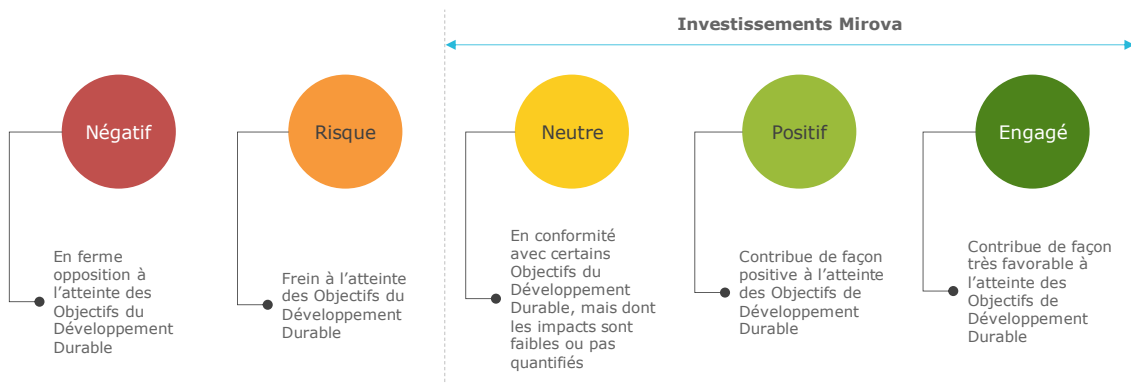 Investissements Mirova
Négatif
Risque
Neutre
Positif
Engagé
En ferme
opposition à
l'atteinte des
Objectifs du
Développement
Durable
Frein à l'atteinte
des Objectifs du
Développement
Durable
En conformité
avec certains
Objectifs du
Développement
Durable, mais dont
les impacts sont
faibles ou pas
quantifiés
Contribue de façon
positive à l'atteinte
des Objectifs de
Développement
Durable
Contribue de façon
très favorable à
l'atteinte des
Objectifs de
Développement
Durable